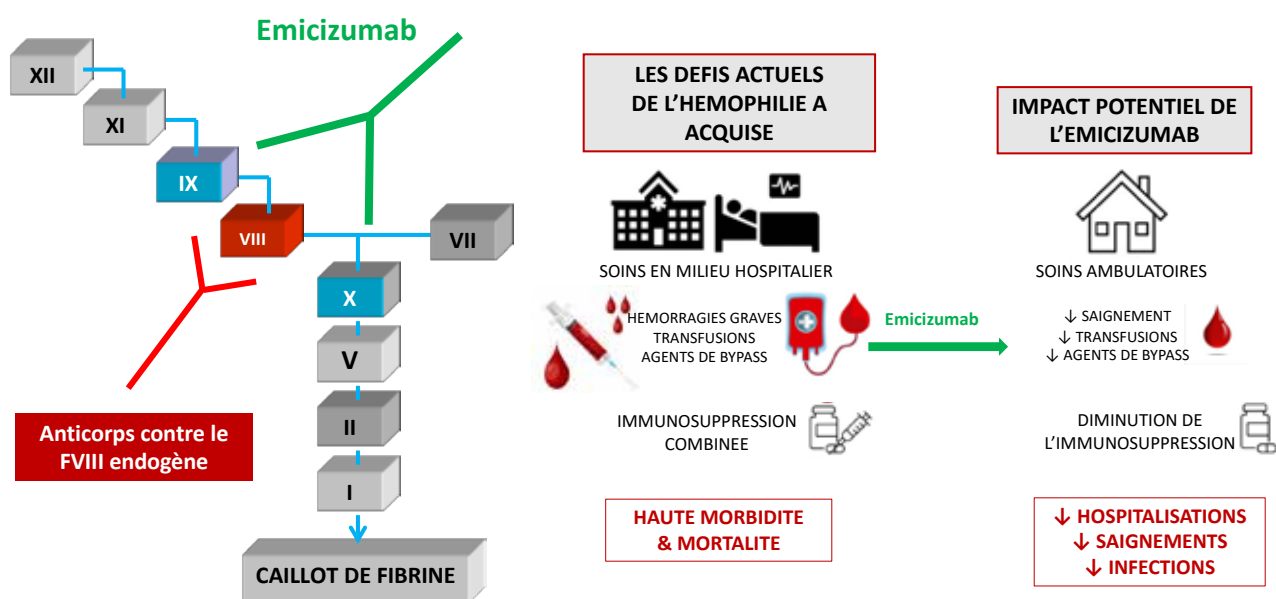 Emicizumab
XII
XI
IX
VIII
VII
X
V
II
I
CAILLOT DE FIBRINE
Anticorps contre le
FVIII endogène
LES DEFIS ACTUELS
DE L'HEMOPHILIE A
ACQUISE
SOINS EN MILIEU HOSPITALIER
HEMORRAGIES GRAVES
TRANSFUSIONS
AGENTS DE BYPASS
IMMUNOSUPPRESSION
COMBINEE
HAUTE MORBIDITE
& MORTALITE
Emicizumab
IMPACT POTENTIEL DE
L'EMICIZUMAB
SOINS AMBULATOIRES
↓ SAIGNEMENT
↓ TRANSFUSIONS
↓ AGENTS DE BYPASS
DIMINUTION DE
L'IMMUNOSUPPRESSION
↓ HOSPITALISATIONS
↓ SAIGNEMENTS
↓ INFECTIONS